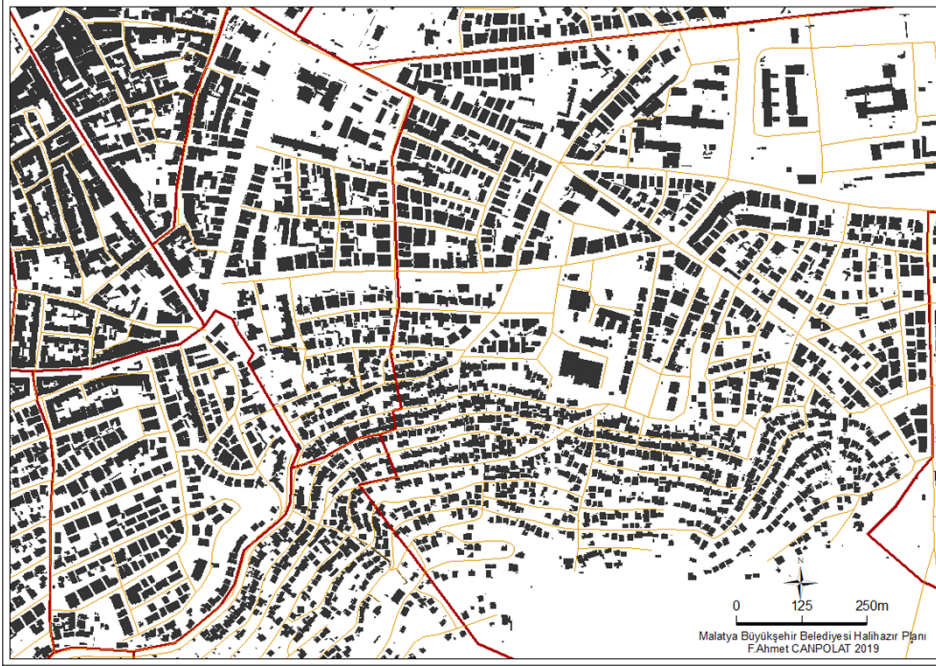 0 125 250m
Malatya Büyükşehir Belediyesi Halihazır Planı
F.Ahmet CANPOLAT 2019